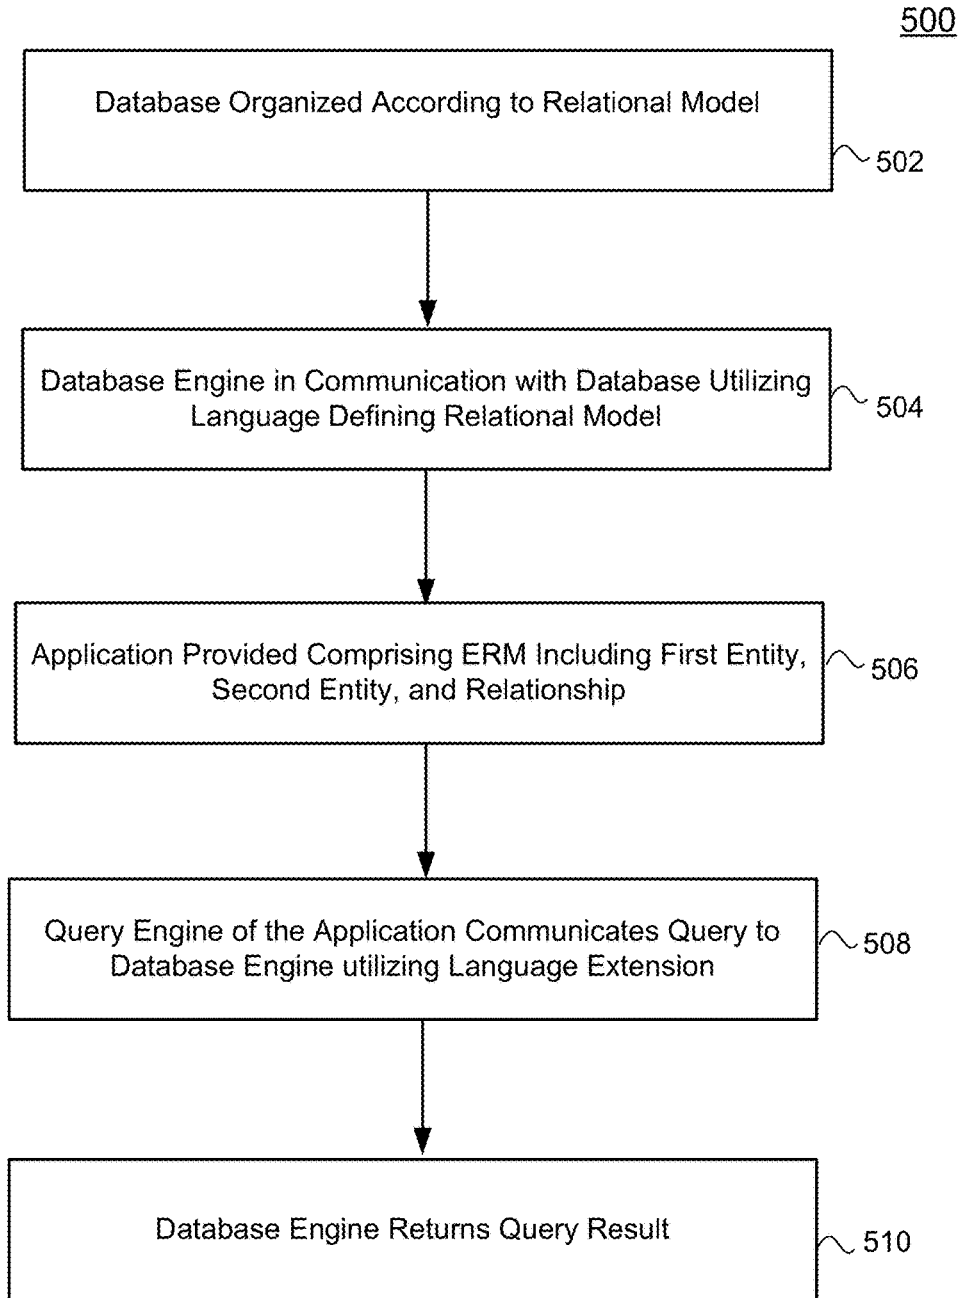 500
Database Organized According to Relational Model
502
Database Engine in Communication with Database Utilizing
Language Defining Relational Model
504
Application Provided Comprising ERM Including First Entity,
Second Entity, and Relationship
506
Query Engine of the Application Communicates Query to
Database Engine utilizing Language Extension
508
Database Engine Returns Query Result
510